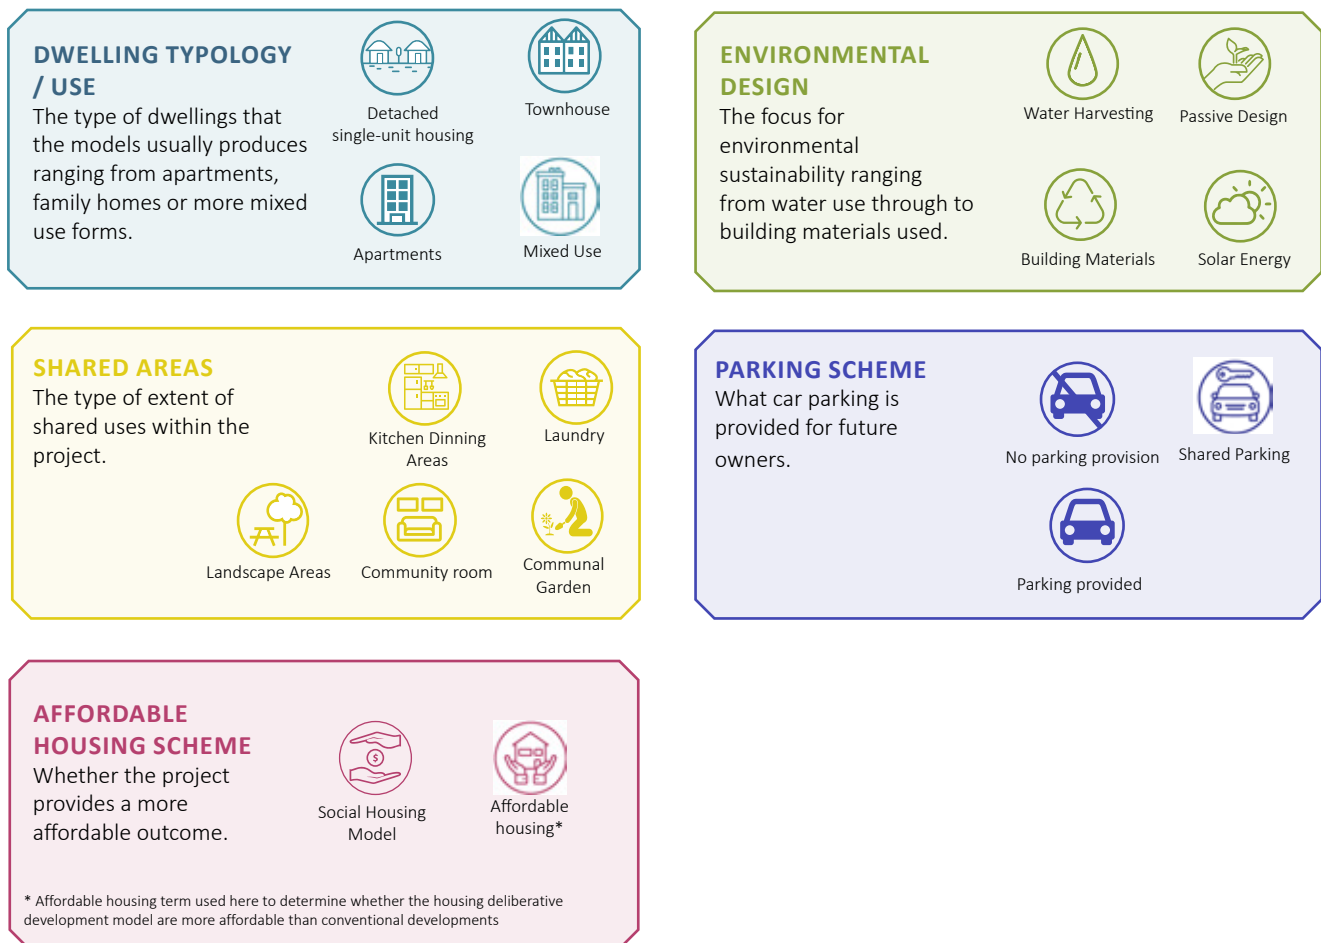 DWELLING TYPOLOGY
/ USE
The type of dwellings that
the models usually produces
ranging from apartments,
family homes or more mixed
use forms.
Detached
single-unit housing
Townhouse
Apartments
Mixed Use
ENVIRONMENTAL
DESIGN
The focus for
environmental
sustainability ranging
from water use through to
building materials used.
Water Harvesting
Passive Design
Building Materials
Solar Energy
SHARED AREAS
The type of extent of
shared uses within the
project.
Kitchen Dinning
Areas
Laundry
Landscape Areas
Community room
Communal
Garden
PARKING SCHEME
What car parking is
provided for future
owners.
No parking provision
Shared Parking
Parking provided
AFFORDABLE
HOUSING SCHEME
Whether the project
provides a more
affordable outcome.
$
Social Housing
Model
Affordable
housing*
* Affordable housing term used here to determine whether the housing deliberative
development model are more affordable than conventional developments